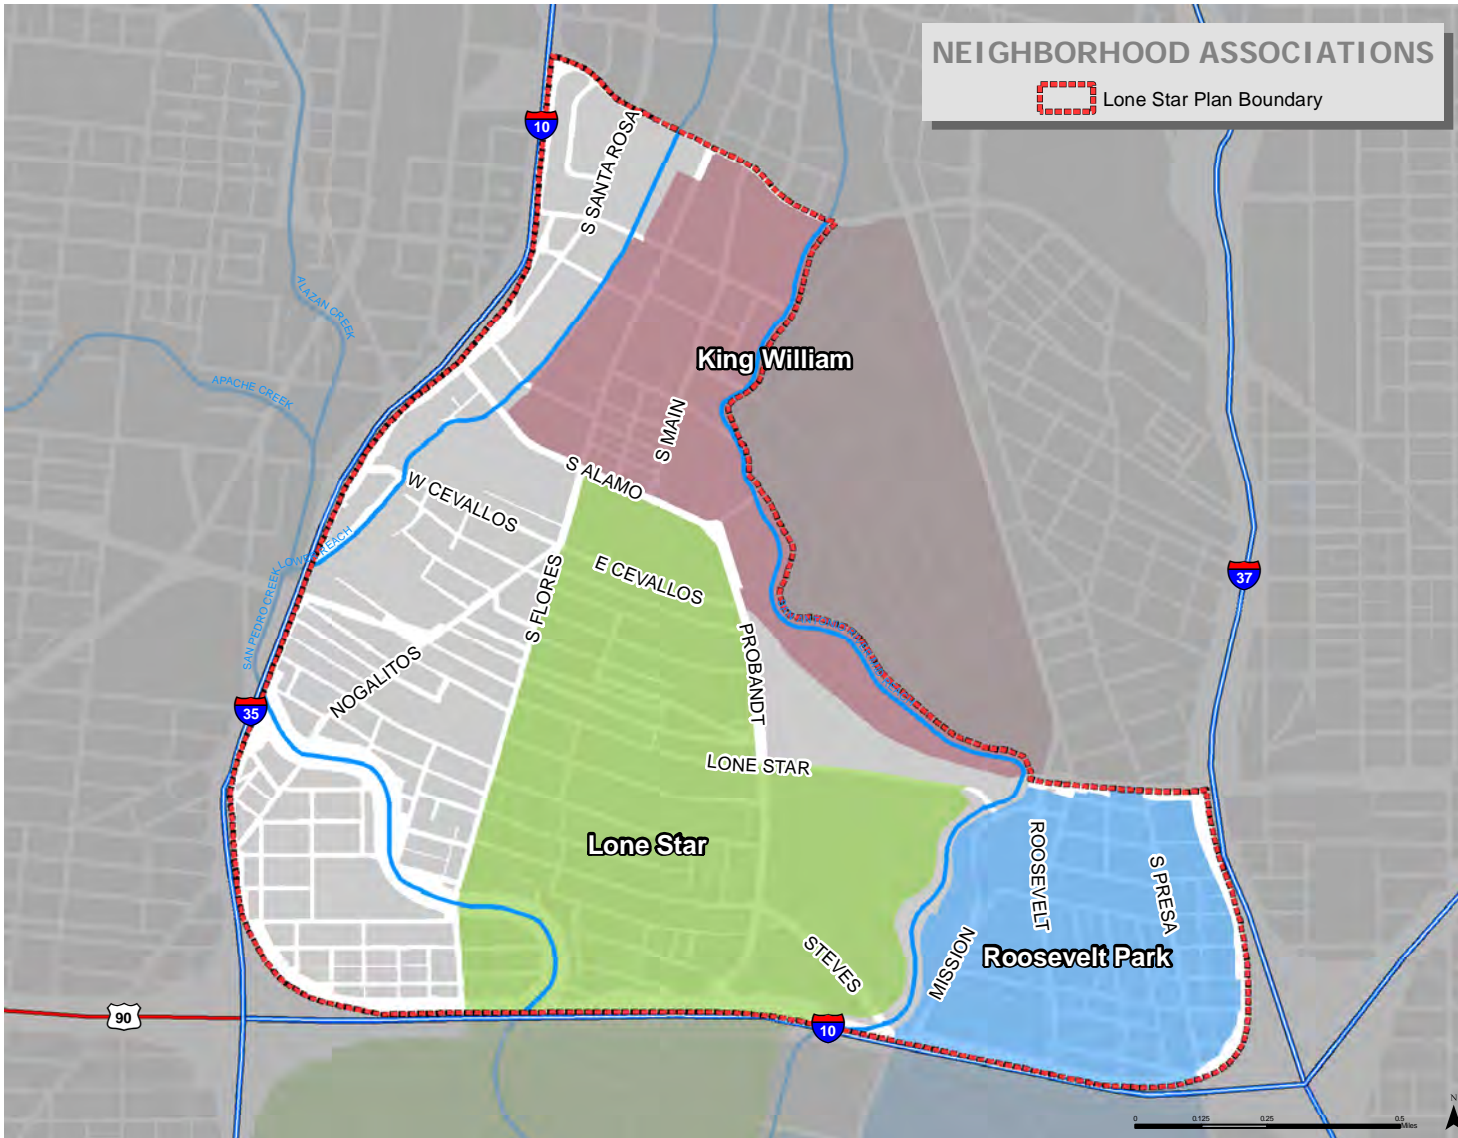 NEIGHBORHOOD ASSOCIATIONS
Lone Star Plan Boundary
10
S SANTA ROSA
ALAZAN CREEK
APACHE CREEK
King William
S MAIN
S ALAMO
W CEVALLOS
LOWER REACH
E CEVALLOS
S FLORES
37
SAN PEDRO CREEK
PROBANDT
NOGALITOS
35
LONE STAR
Lone Star
ROOSEVELT
S PRESA
STEVES
MISSION
Roosevelt Park
90
10
N
0 0.125 0.25 0.5
Miles